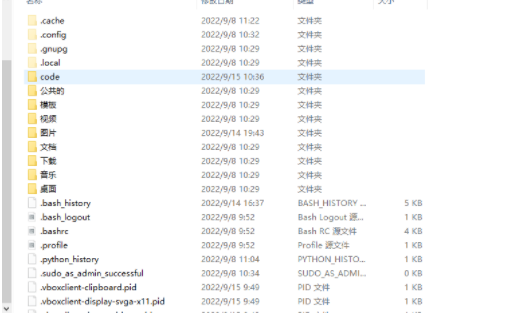 名称 修改日期 类型 大小
.cache 2022/9/8 11:22 文件夹
.config 2022/9/8 10:32 文件夹
.gnupg 2022/9/8 10:29 文件夹
.local 2022/9/8 10:29 文件夹
code 2022/9/15 10:36 文件夹
公共的 2022/9/8 10:29 文件夹
模板 2022/9/8 10:29 文件夹
视频 2022/9/8 10:29 文件夹
图片 2022/9/14 19:43 文件夹
文档 2022/9/8 10:29 文件夹
下载 2022/9/8 10:29 文件夹
音乐 2022/9/8 10:29 文件夹
桌面 2022/9/8 10:29 文件夹
.bash_history 2022/9/14 16:37 BASH_HISTORY ... 5 KB
.bash_logout 2022/9/8 9:52 Bash Logout 源... 1 KB
.bashrc 2022/9/8 9:52 Bash RC 源文件 4 KB
.profile 2022/9/8 9:52 Profile 源文件 1 KB
.python_history 2022/9/8 11:04 PYTHON_HISTO... 1 KB
.sudo_as_admin_successful 2022/9/8 10:34 SUDO_AS_ADMI... 0 KB
.vboxclient-clipboard.pid 2022/9/15 9:49 PID 文件 1 KB
.vboxclient-display-svga-x11.pid 2022/9/15 9:49 PID 文件 1 KB